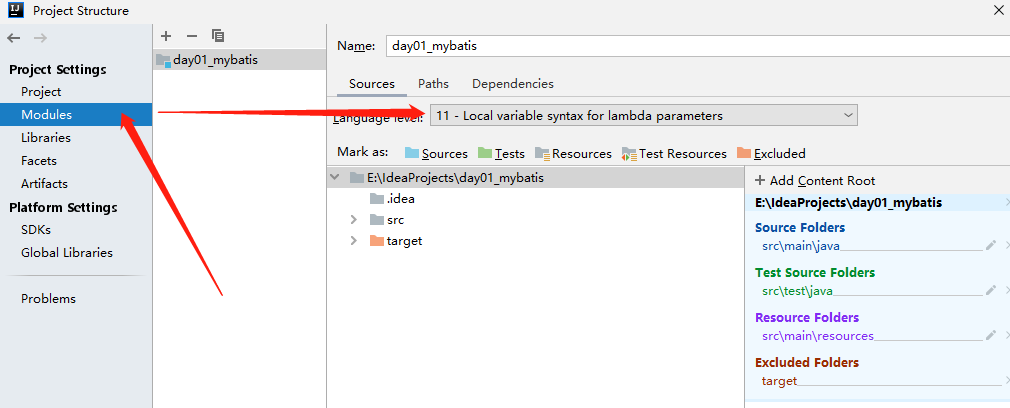 Project Structure
Project Settings
Project
Modules
Libraries
Facets
Artifacts
Platform Settings
SDKs
Global Libraries
Problems
day01_mybatis
Name: day01_mybatis
Sources Paths Dependencies
Language level: 11 - Local variable syntax for lambda parameters
Mark as: Sources Tests Resources Test Resources Excluded
E:\IdeaProjects\day01_mybatis
.idea
src
target
+ Add Content Root
E:\IdeaProjects\day01_mybatis
Source Folders
src\main\java
Test Source Folders
src\test\java
Resource Folders
src\main\resources
Excluded Folders
target